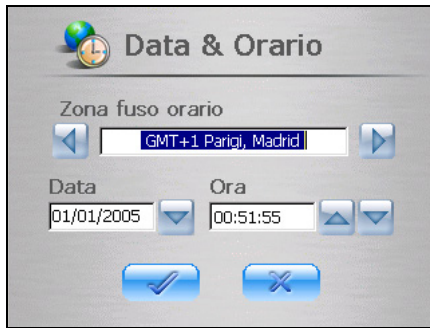 Data & Orario
Zona fuso orario
GMT+1 Parigi, Madrid
Data Ora
01/01/2005 00:51:55